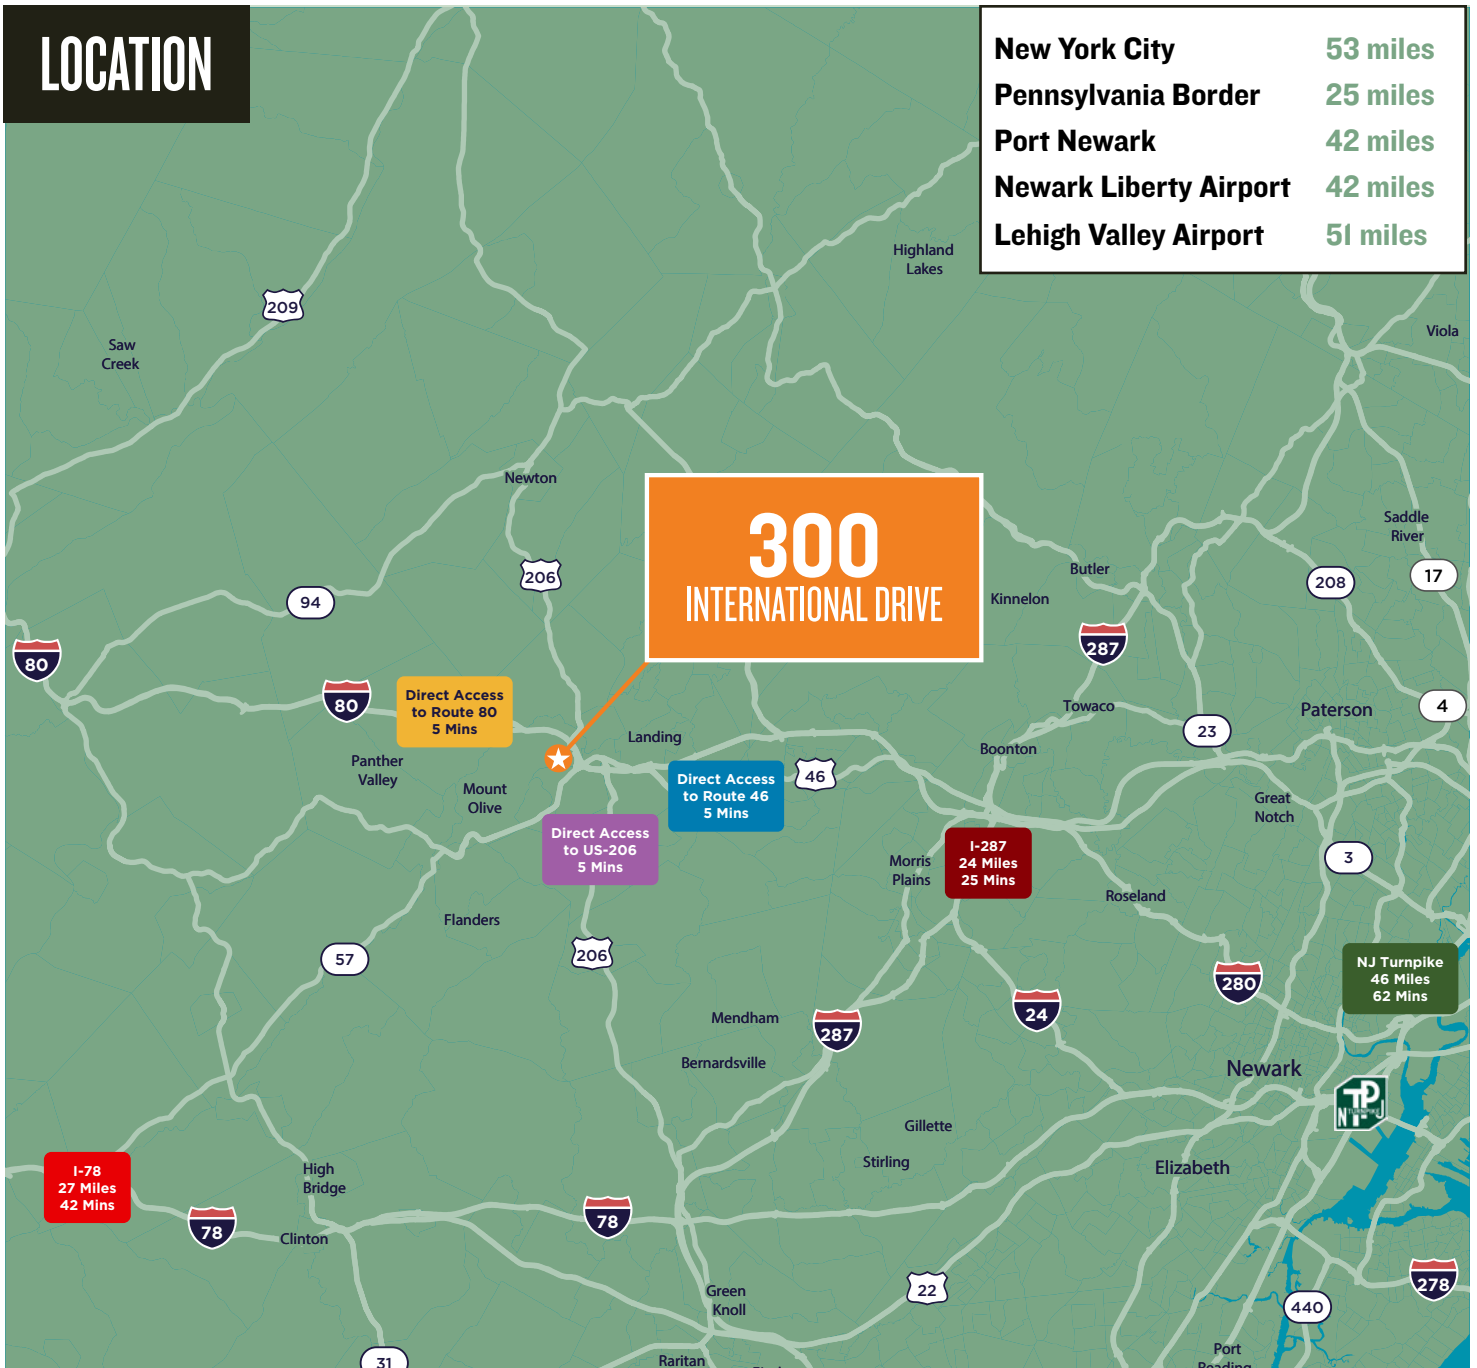 LOCATION
New York City 53 miles
Pennsylvania Border 25 miles
Port Newark 42 miles
Newark Liberty Airport 42 miles
Lehigh Valley Airport 51 miles
Highland
Lakes
209
Viola
Saw
Creek
Newton
300
INTERNATIONAL DRIVE
Saddle
River
206
Butler
208
17
94
Kinnelon
287
80
80
Direct Access
to Route 80
5 Mins
Towaco
Paterson
4
23
Landing
Boonton
Panther
Valley
46
Direct Access
to Route 46
5 Mins
Mount
Olive
Great
Notch
Direct Access
to US-206
5 Mins
I-287
24 Miles
25 Mins
Morris
Plains
3
Roseland
Flanders
206
57
NJ Turnpike
46 Miles
62 Mins
280
24
Mendham
287
Bernardsville
Newark
NTPJ
TURNPIKE
Gillette
Stirling
Elizabeth
I-78
27 Miles
42 Mins
High
Bridge
78
78
Clinton
Green
Knoll
22
278
440
31
Raritan
Port
Reading